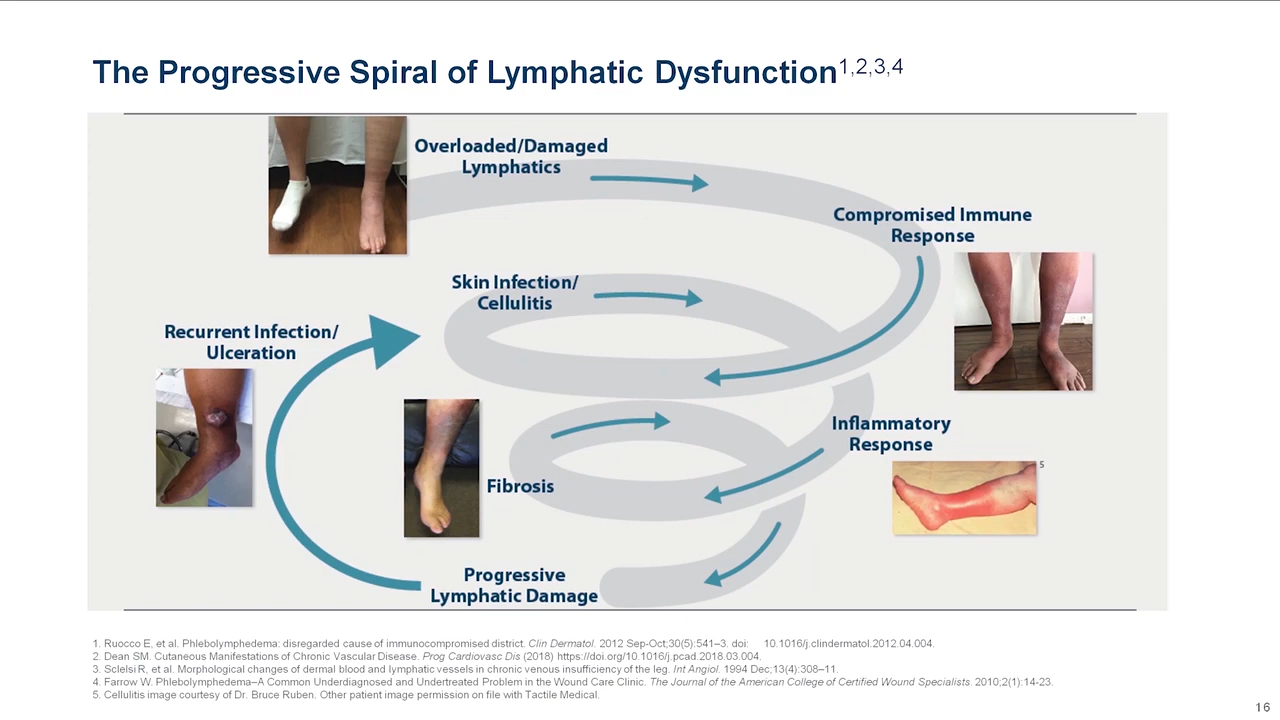 The Progressive Spiral of Lymphatic Dysfunction1,2,3,4
Overloaded/Damaged
Lymphatics
Compromised Immune
Response
Skin Infection/
Cellulitis
Recurrent Infection/
Ulceration
Inflammatory
Response
5
Fibrosis
Progressive
Lymphatic Damage
1. Ruocco E, et al. Phlebolymphedema: disregarded cause of immunocompromised district. Clin Dermatol. 2012 Sep-Oct;30(5):541–3. doi: 10.1016/j.clindermatol.2012.04.004.
2. Dean SM. Cutaneous Manifestations of Chronic Vascular Disease. Prog Cardiovasc Dis (2018) https://doi.org/10.1016/j.pcad.2018.03.004.
3. Sclelsi R, et al. Morphological changes of dermal blood and lymphatic vessels in chronic venous insufficiency of the leg. Int Angiol. 1994 Dec;13(4):308–11.
4. Farrow W. Phlebolymphedema–A Common Underdiagnosed and Undertreated Problem in the Wound Care Clinic. The Journal of the American College of Certified Wound Specialists. 2010;2(1):14-23.
5. Cellulitis image courtesy of Dr. Bruce Ruben. Other patient image permission on file with Tactile Medical.
16